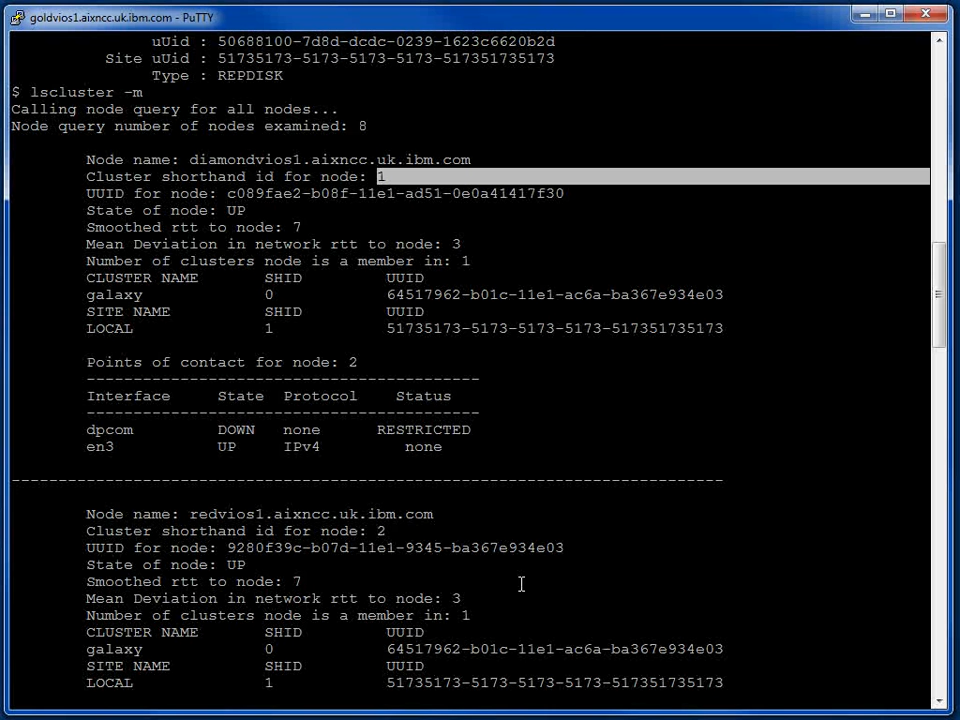 goldvios1.aixncc.uk.ibm.com - PuTTY
uUid : 50688100-7d8d-dcdc-0239-1623c6620b2d
Site uUid : 51735173-5173-5173-5173-517351735173
Type : REPDISK
$ lscluster -m
Calling node query for all nodes...
Node query number of nodes examined: 8
Node name: diamondvios1.aixncc.uk.ibm.com
Cluster shorthand id for node: 1
UUID for node: c089fae2-b08f-11e1-ad51-0e0a41417f30
State of node: UP
Smoothed rtt to node: 7
Mean Deviation in network rtt to node: 3
Number of clusters node is a member in: 1
CLUSTER NAME SHID UUID
galaxy 0 64517962-b01c-11e1-ac6a-ba367e934e03
SITE NAME SHID UUID
LOCAL 1 51735173-5173-5173-5173-517351735173
Points of contact for node: 2
------------------------------------------
Interface State Protocol Status
------------------------------------------
dpcom DOWN none RESTRICTED
en3 UP IPv4 none
----------------------------------------------------------------------------
Node name: redvios1.aixncc.uk.ibm.com
Cluster shorthand id for node: 2
UUID for node: 9280f39c-b07d-11e1-9345-ba367e934e03
State of node: UP
Smoothed rtt to node: 7
Mean Deviation in network rtt to node: 3
Number of clusters node is a member in: 1
CLUSTER NAME SHID UUID
galaxy 0 64517962-b01c-11e1-ac6a-ba367e934e03
SITE NAME SHID UUID
LOCAL 1 51735173-5173-5173-5173-517351735173